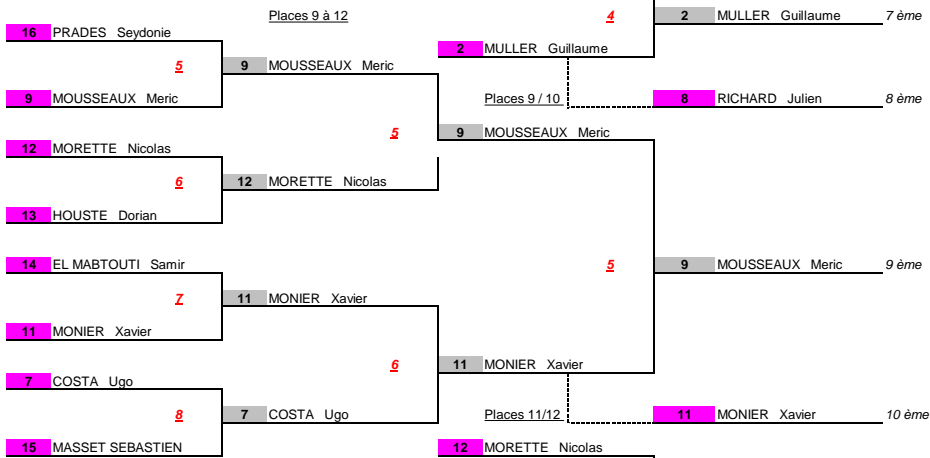 Places 9 à 12
4
2 MULLER Guillaume 7 ème
16 PRADES Seydonie
2 MULLER Guillaume
5
9 MOUSSEAUX Meric
9 MOUSSEAUX Meric
Places 9 / 10
8 RICHARD Julien 8 ème
5
9 MOUSSEAUX Meric
12 MORETTE Nicolas
6
12 MORETTE Nicolas
13 HOUSTE Dorian
14 EL MABTOUTI Samir
5
9 MOUSSEAUX Meric 9 ème
7
11 MONIER Xavier
11 MONIER Xavier
6
11 MONIER Xavier
7 COSTA Ugo
8
7 COSTA Ugo
Places 11/12
11 MONIER Xavier 10 ème
15 MASSET SEBASTIEN
12 MORETTE Nicolas